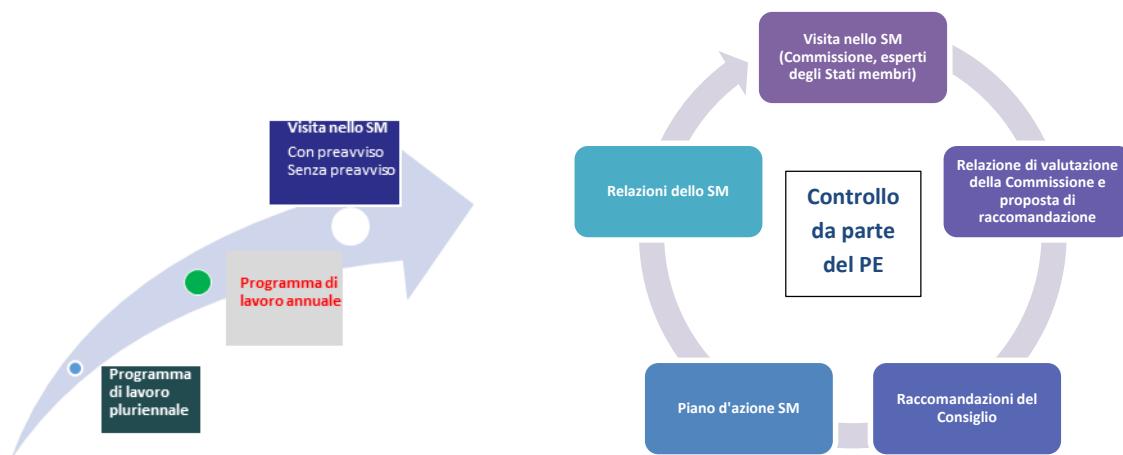 Visita nello SM
Con preavviso
Senza preavviso
Programma di
lavoro annuale
Programma
di lavoro
pluriennale
Visita nello SM
(Commissione, esperti
degli Stati membri)
Relazione di valutazione
della Commissione e
proposta di
raccomandazione
Raccomandazioni del
Consiglio
Piano d'azione SM
Relazioni dello SM
Controllo
da parte
del PE